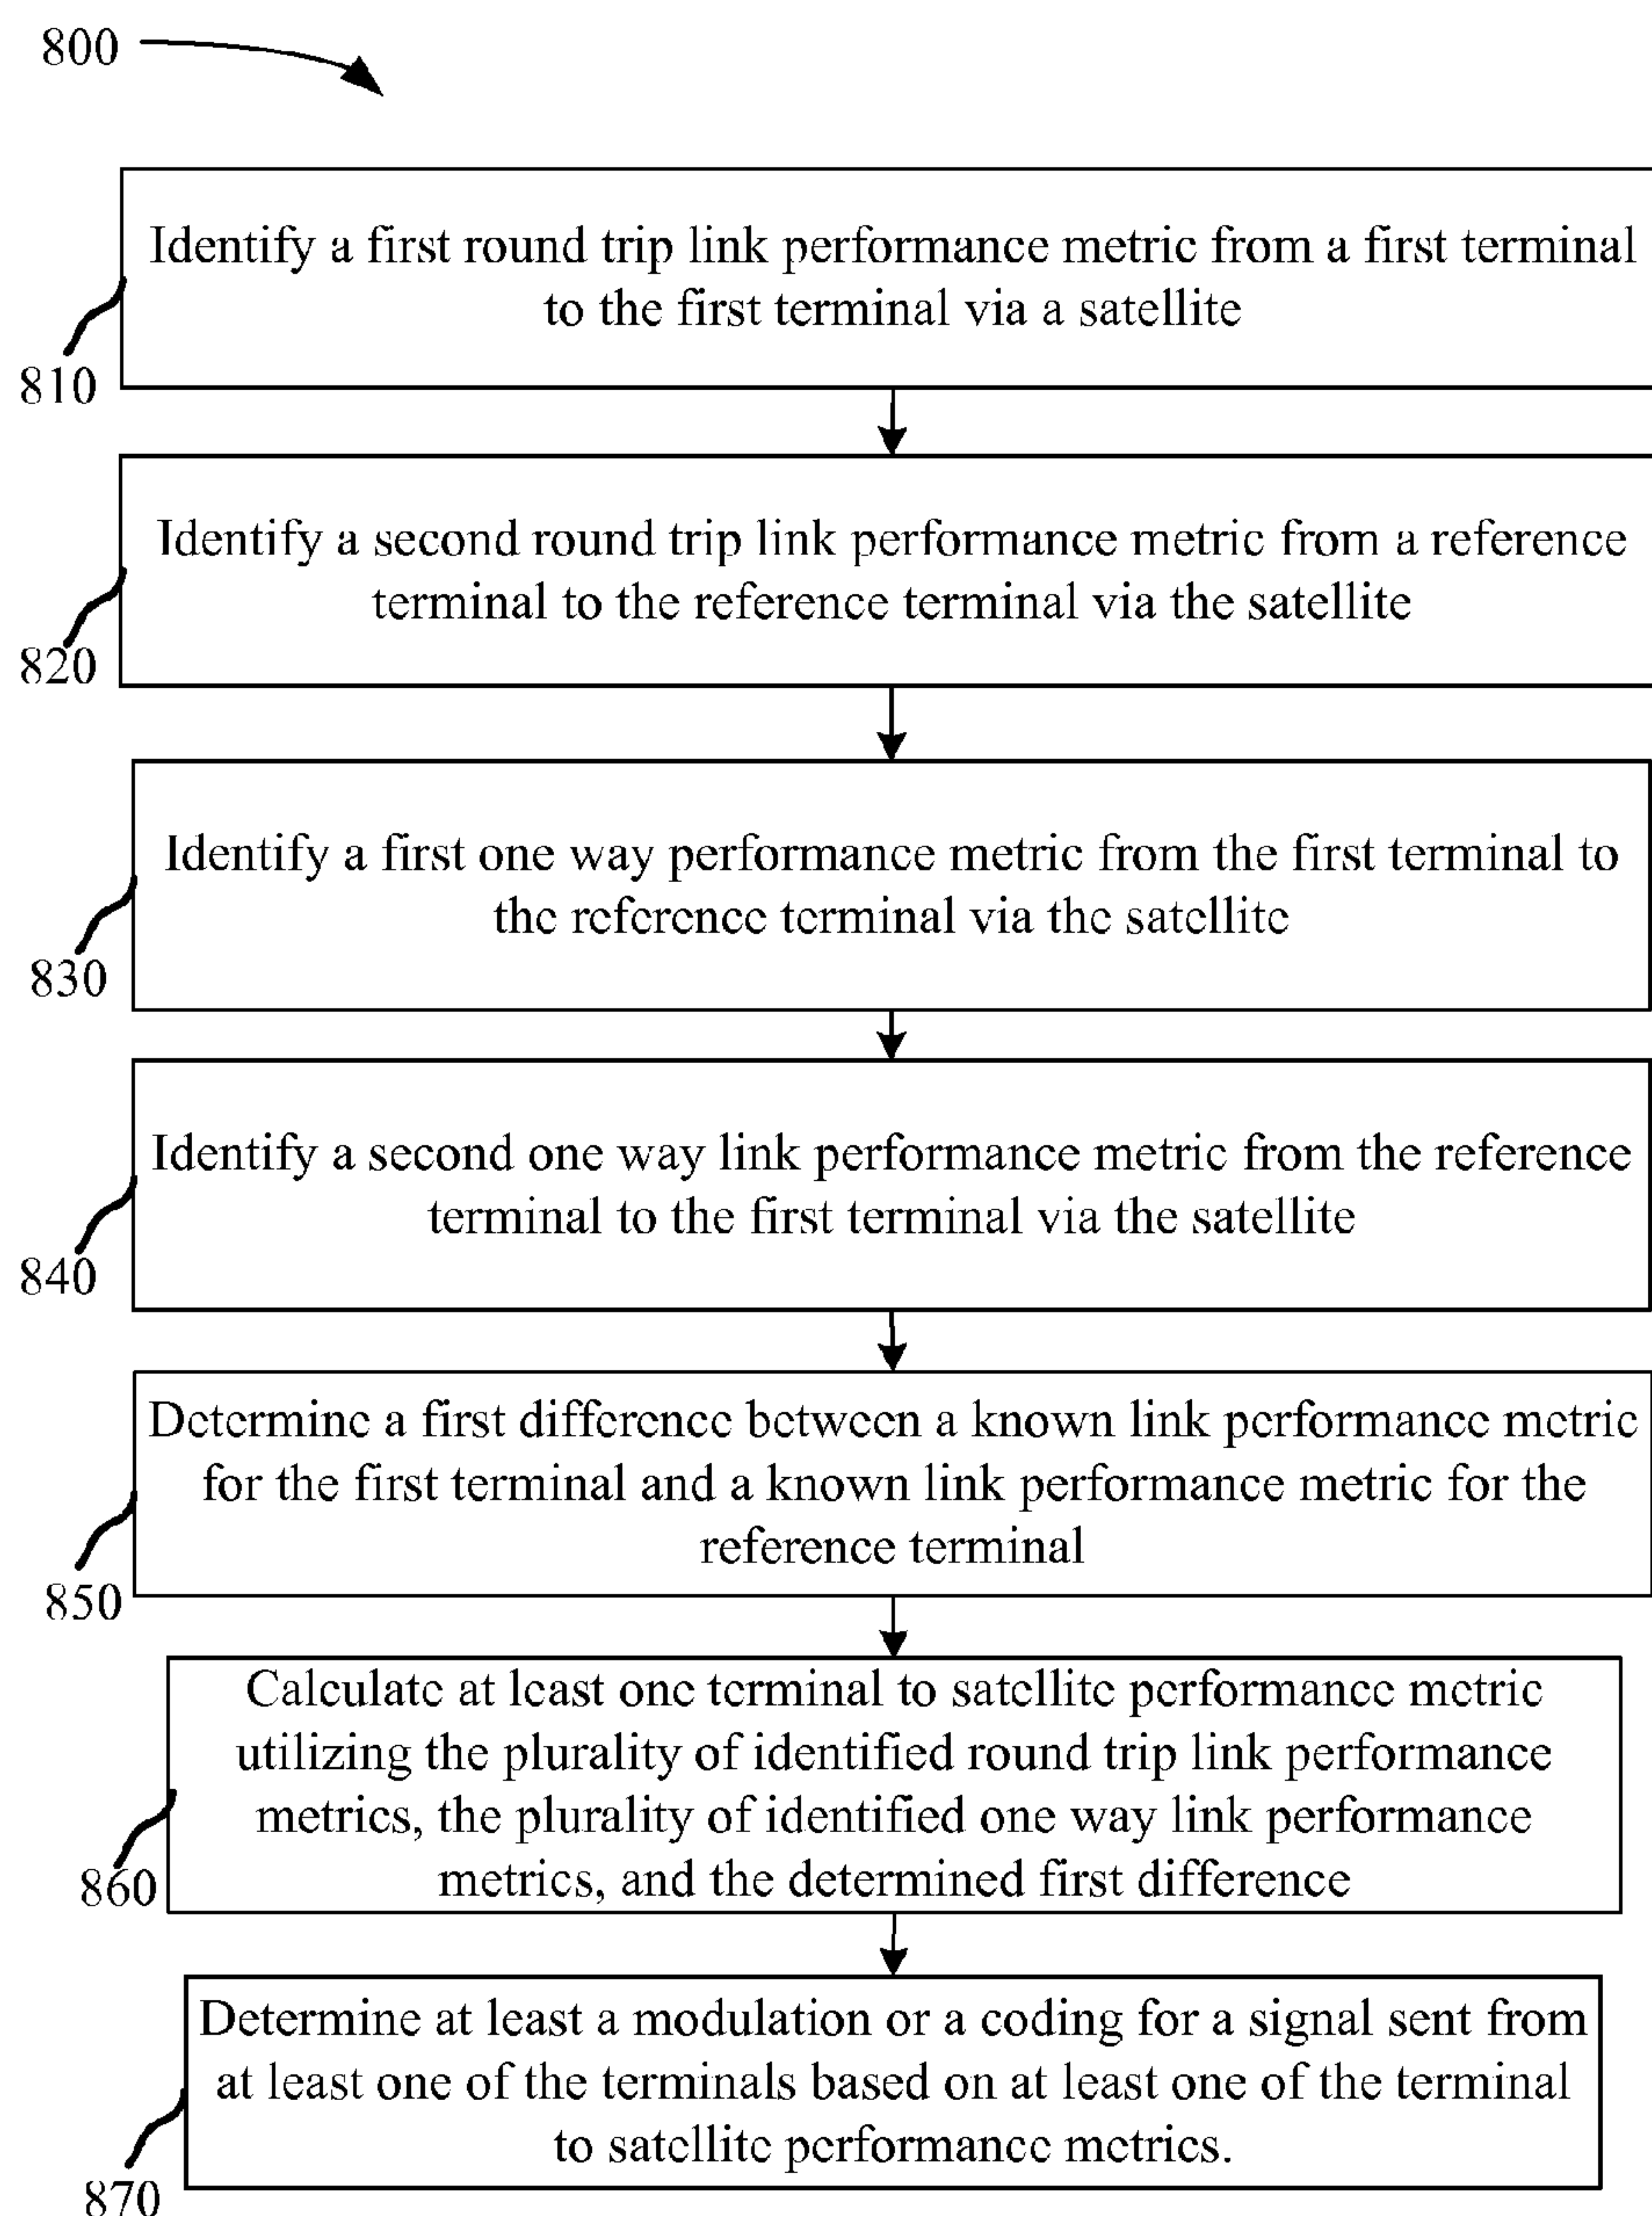 800
Identify a first round trip link performance metric from a first terminal
to the first terminal via a satellite
810
Identify a second round trip link performance metric from a reference
terminal to the reference terminal via the satellite
820
Identify a first one way performance metric from the first terminal to
the reference terminal via the satellite
830
Identify a second one way link performance metric from the reference
terminal to the first terminal via the satellite
840
Determine a first difference between a known link performance metric
for the first terminal and a known link performance metric for the
reference terminal
850
Calculate at least one terminal to satellite performance metric
utilizing the plurality of identified round trip link performance
metrics, the plurality of identified one way link performance
metrics, and the determined first difference
860
Determine at least a modulation or a coding for a signal sent from
at least one of the terminals based on at least one of the terminal
to satellite performance metrics.
870